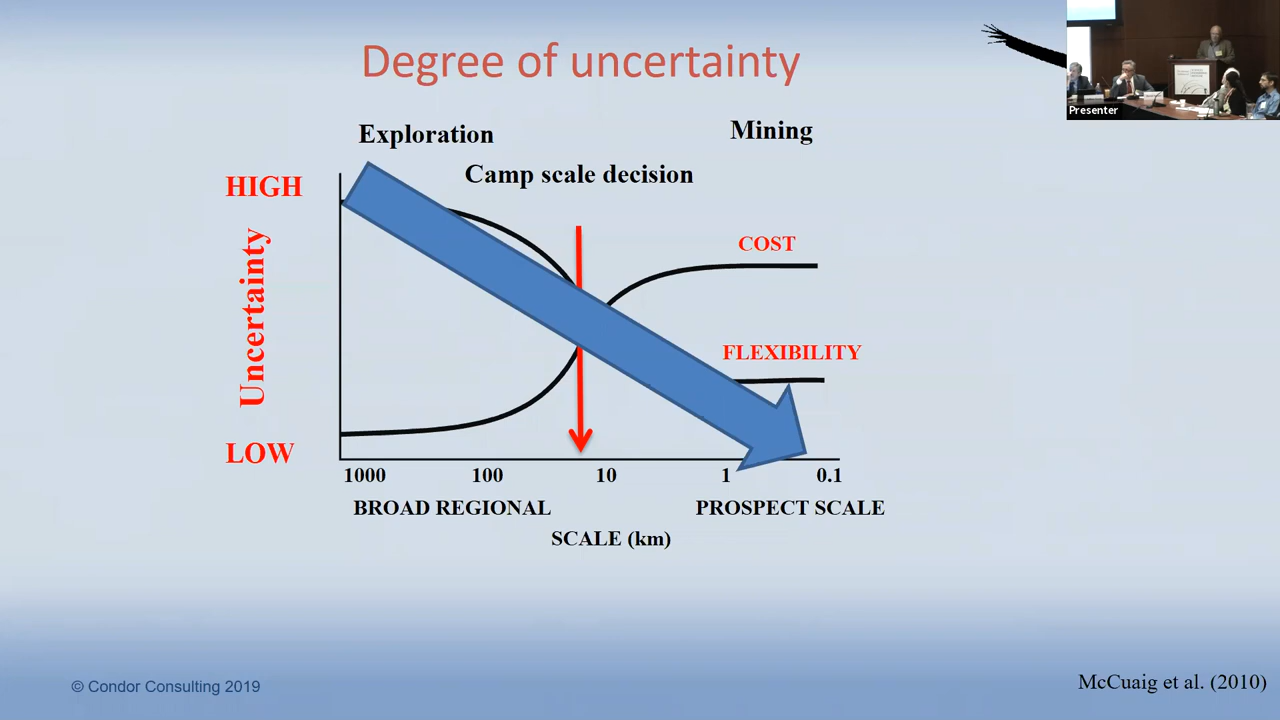 Degree of uncertainty
Presenter
Exploration
Mining
Camp scale decision
HIGH
Uncertainty
COST
FLEXIBILITY
LOW
1000 100 10 1 0.1
BROAD REGIONAL PROSPECT SCALE
SCALE (km)
© Condor Consulting 2019
McCuaig et al. (2010)